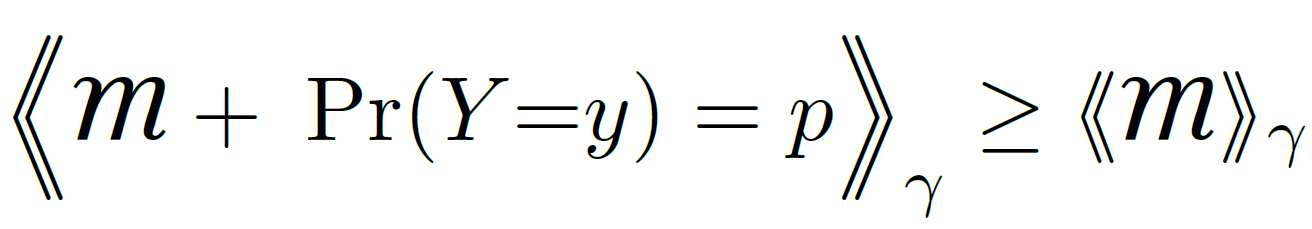 ⟪𝓂 + Pr(Y=y) = p⟫_γ ≥ ⟪𝓂⟫_γ